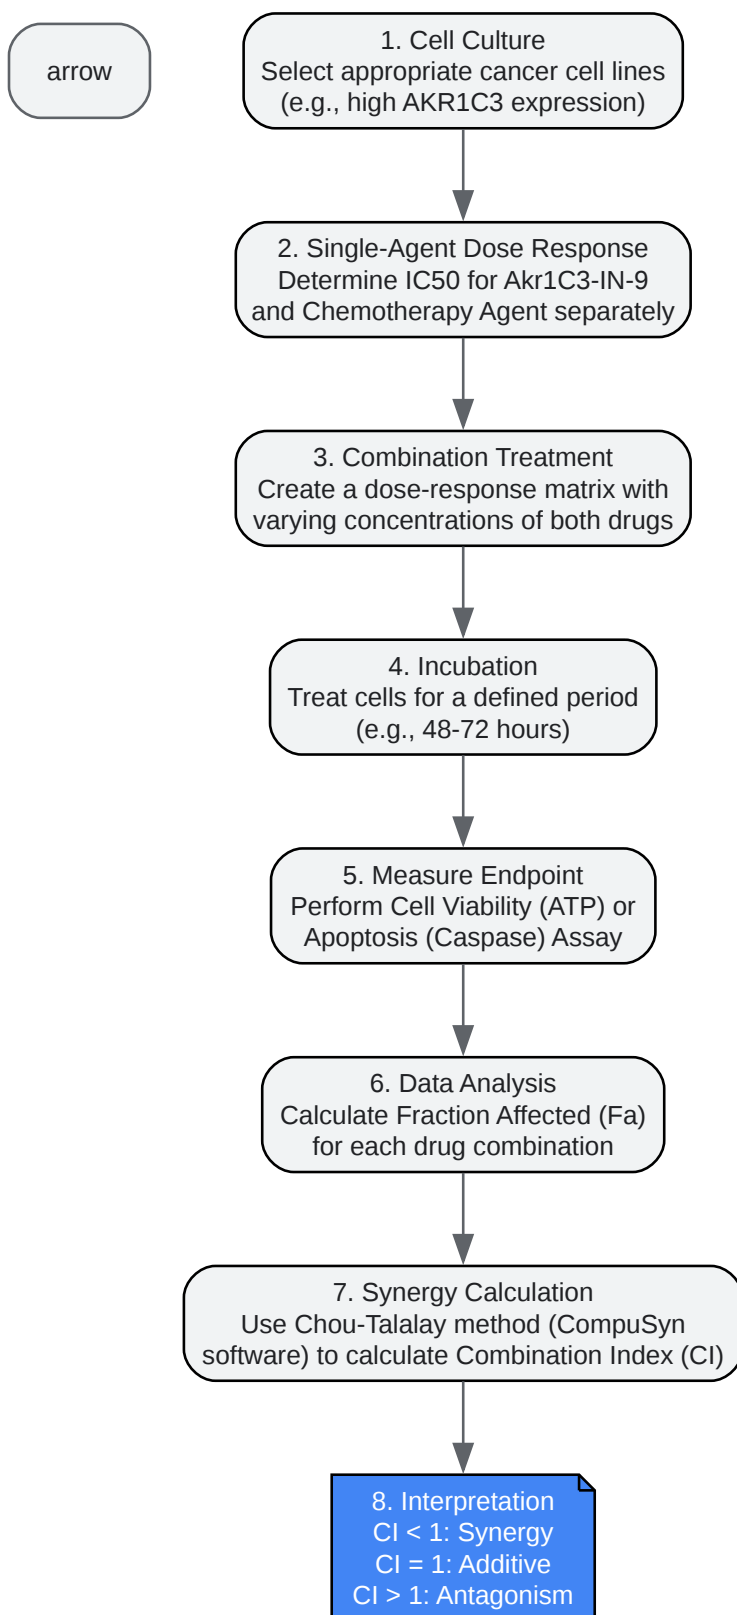 arrow
1. Cell Culture
Select appropriate cancer cell lines
(e.g., high AKR1C3 expression)
2. Single-Agent Dose Response
Determine IC50 for Akr1C3-IN-9
and Chemotherapy Agent separately
3. Combination Treatment
Create a dose-response matrix with
varying concentrations of both drugs
4. Incubation
Treat cells for a defined period
(e.g., 48-72 hours)
5. Measure Endpoint
Perform Cell Viability (ATP) or
Apoptosis (Caspase) Assay
6. Data Analysis
Calculate Fraction Affected (Fa)
for each drug combination
7. Synergy Calculation
Use Chou-Talalay method (CompuSyn
software) to calculate Combination Index (CI)
8. Interpretation
CI < 1: Synergy
CI = 1: Additive
CI > 1: Antagonism